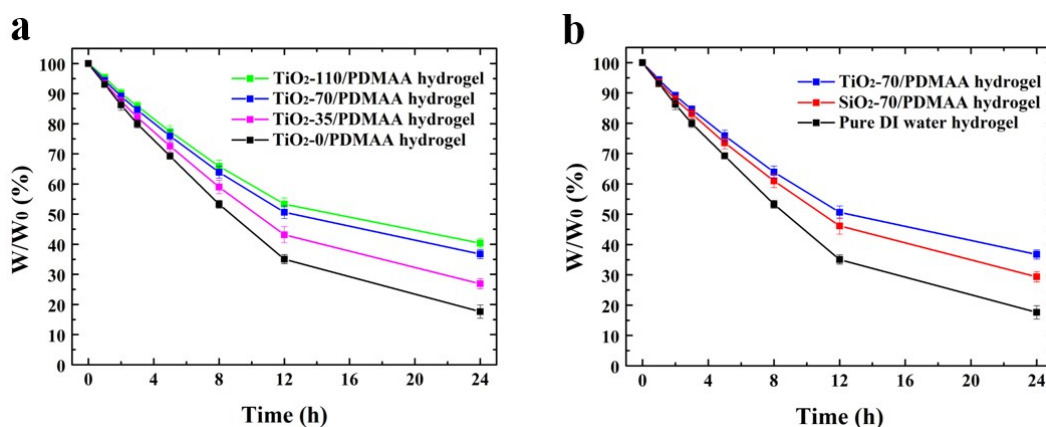 a
100
90
80
70
60
50
40
30
20
10
0
W/W₀ (%)
TiO₂-110/PDMAA hydrogel
TiO₂-70/PDMAA hydrogel
TiO₂-35/PDMAA hydrogel
TiO₂-0/PDMAA hydrogel
0 4 8 12 16 20 24
Time (h)
b
100
90
80
70
60
50
40
30
20
10
0
W/W₀ (%)
TiO₂-70/PDMAA hydrogel
SiO₂-70/PDMAA hydrogel
Pure DI water hydrogel
0 4 8 12 16 20 24
Time (h)